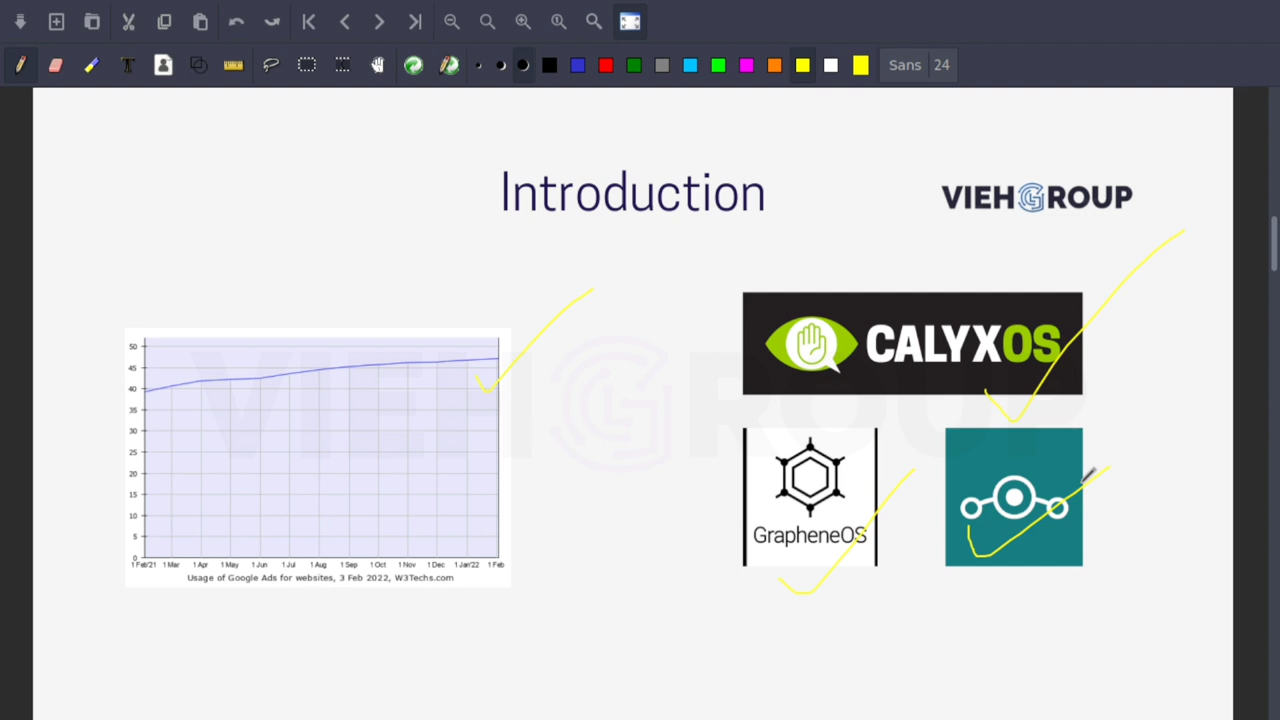 Sans 24
Introduction
VIEHGROUP
VIEHGROUP
50
45
40
35
30
25
20
15
10
5
0
1 Feb'21 1 Mar 1 Apr 1 May 1 Jun 1 Jul 1 Aug 1 Sep 1 Oct 1 Nov 1 Dec 1 Jan'22 1 Feb
Usage of Google Ads for websites, 3 Feb 2022, W3Techs.com
CALYXOS
GrapheneOS